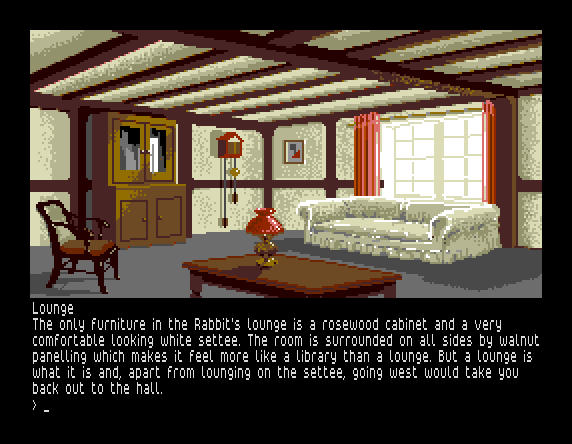 Lounge
The only furniture in the Rabbit's lounge is a rosewood cabinet and a very
comfortable looking white settee. The room is surrounded on all sides by walnut
panelling which makes it feel more like a library than a lounge. But a lounge is
what it is and, apart from lounging on the settee, going west would take you
back out to the hall.
> _